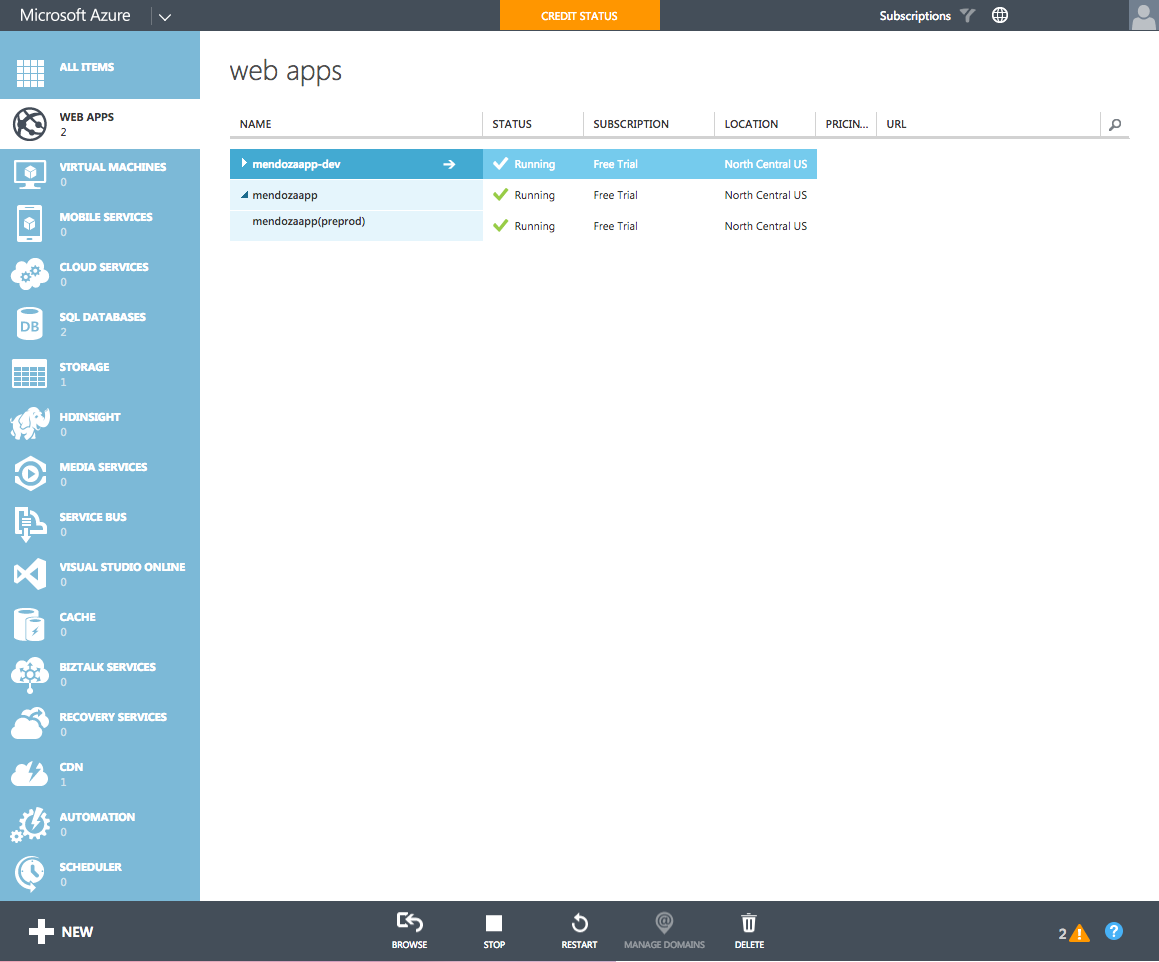 Microsoft Azure
CREDIT STATUS
Subscriptions
ALL ITEMS
WEB APPS
2
VIRTUAL MACHINES
0
MOBILE SERVICES
0
CLOUD SERVICES
0
DB
SQL DATABASES
2
STORAGE
1
HDINSIGHT
0
MEDIA SERVICES
0
SERVICE BUS
0
VISUAL STUDIO ONLINE
0
CACHE
0
BIZTALK SERVICES
0
RECOVERY SERVICES
0
CDN
1
AUTOMATION
0
SCHEDULER
0
web apps
NAME STATUS SUBSCRIPTION LOCATION PRICIN... URL
mendozaapp-dev Running Free Trial North Central US
mendozaapp Running Free Trial North Central US
mendozaapp(preprod) Running Free Trial North Central US
NEW
BROWSE
STOP
RESTART
@
MANAGE DOMAINS
DELETE
2 !
?